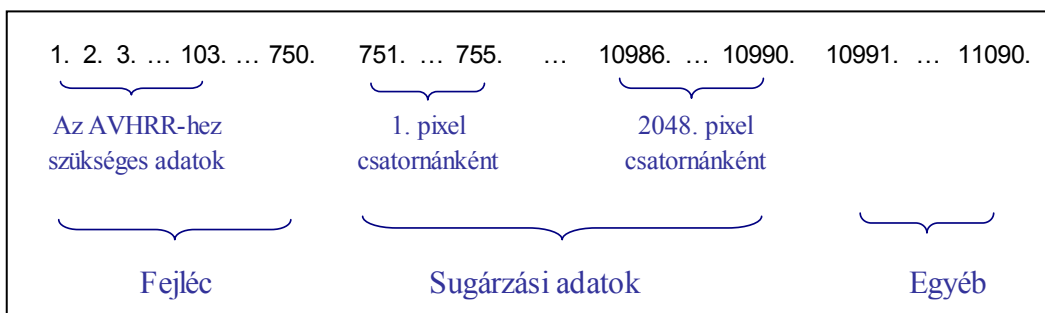 1. 2. 3. … 103. … 750. 751. … 755. … 10986. … 10990. 10991. … 11090.
Az AVHRR-hez szükséges adatok
1. pixel csatornánként
2048. pixel csatornánként
Fejléc Sugárzási adatok Egyéb